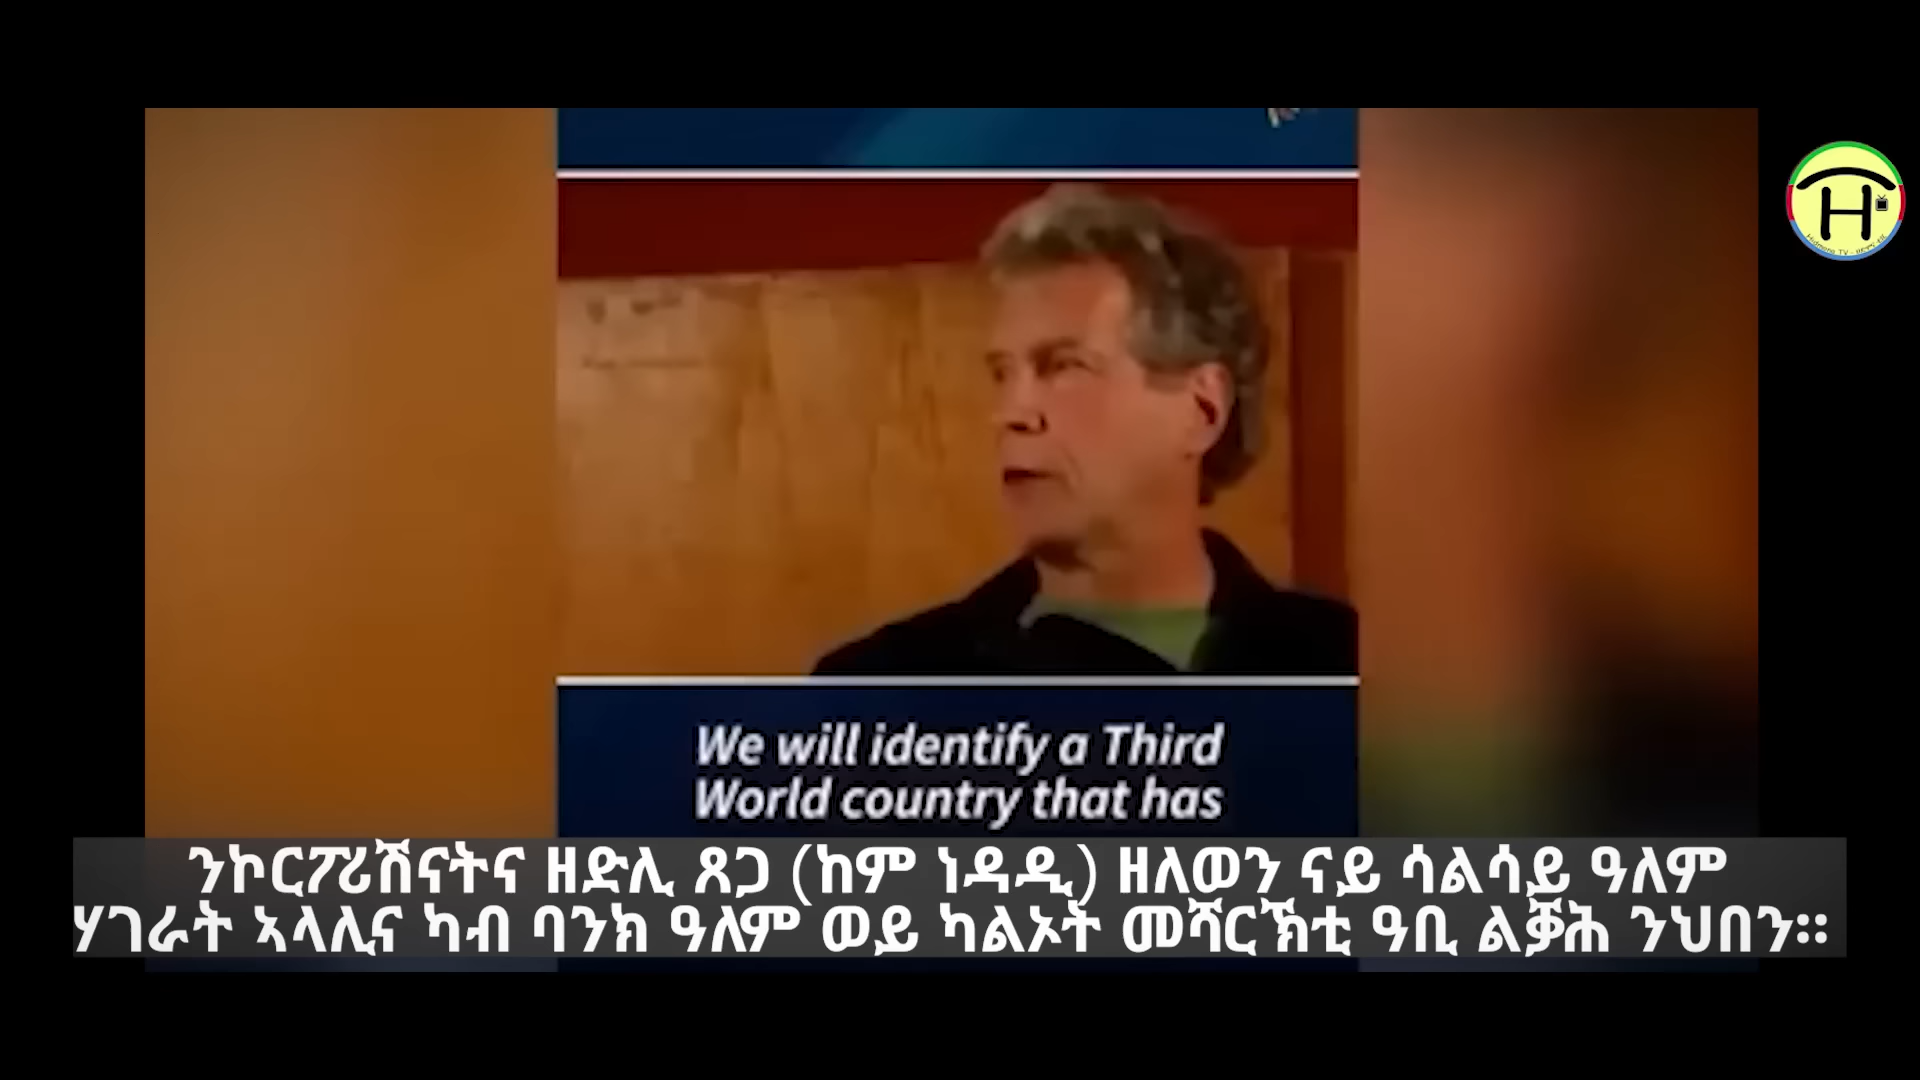 H
We will identify a Third
World country that has
ንኮርፖሪሽናትና ዘድሊ ጸጋ (ከም ነዳዲ) ዘለወን ናይ ሳልሳይ ዓለም
ሃገራት ኣላሊና ካብ ባንክ ዓለም ወይ ካልኦት መሻርኽቲ ዓቢ ልቓሕ ንህበን።